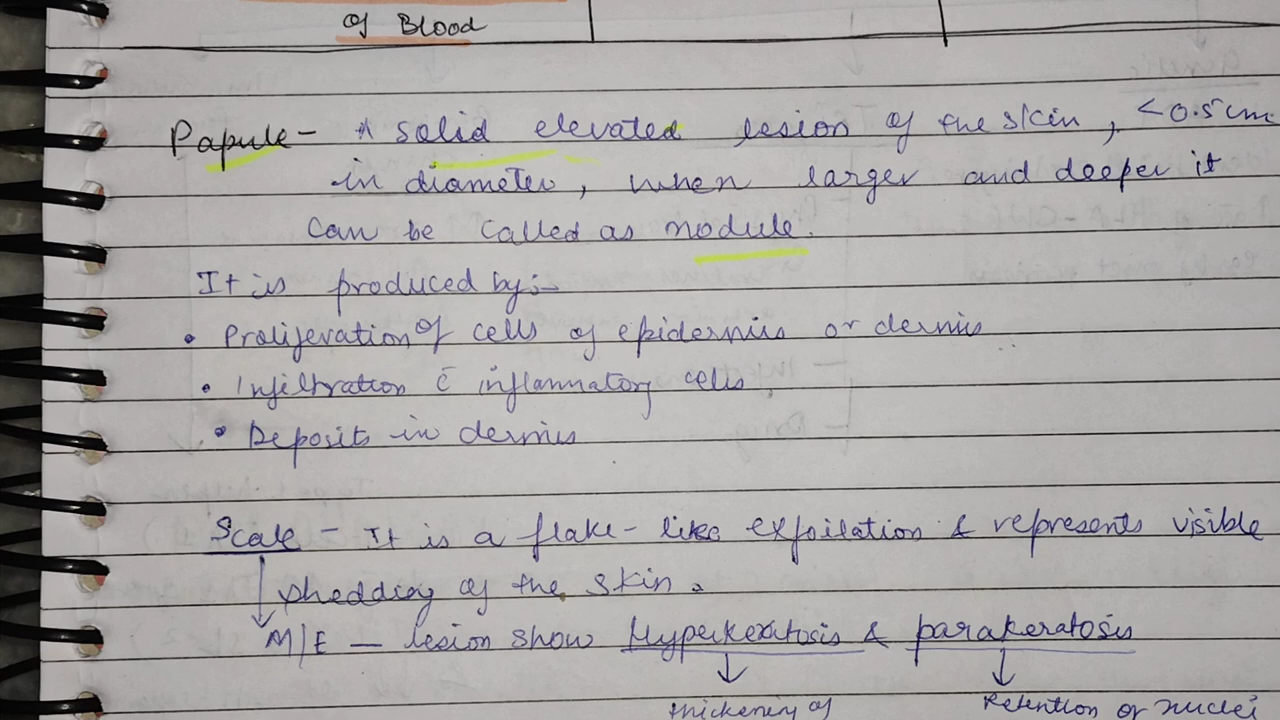 of Blood
Papule - A solid elevated lesion of the skin, <0.5cm
in diameter, when larger and deeper it
can be called as nodule.
It is produced by:-
• Proliferation of cells of epidermis or dermis
• Infiltration c̄ inflammatory cells
• Deposits in dermis
Scale - It is a flake-like exfoilation & represents visible
shedding of the skin.
M/E — lesion show Hyperkeratosis & parakeratosis
thickening of Retention of nuclei